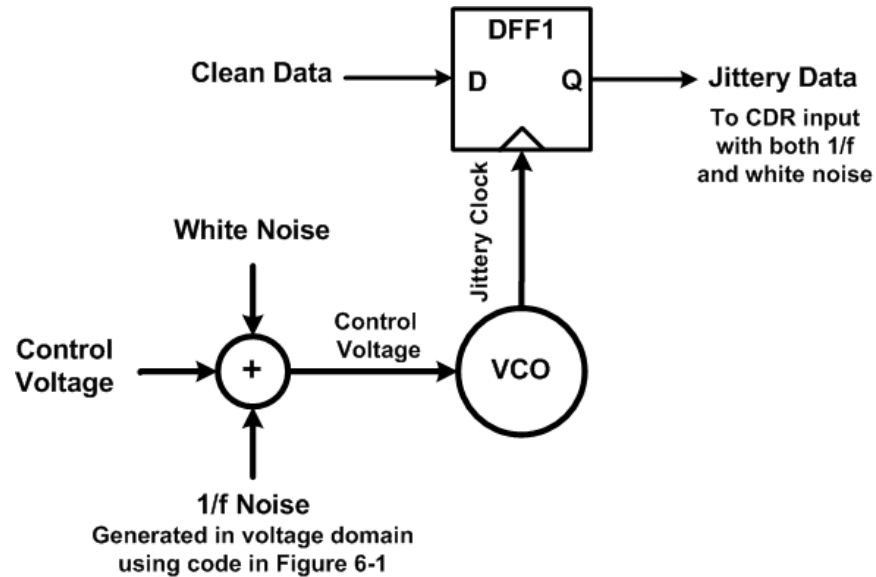 DFF1
Clean Data
D
Q
Jittery Data
To CDR input
with both 1/f
and white noise
Jittery Clock
White Noise
Control
Voltage
+
Control
Voltage
VCO
1/f Noise
Generated in voltage domain
using code in Figure 6-1